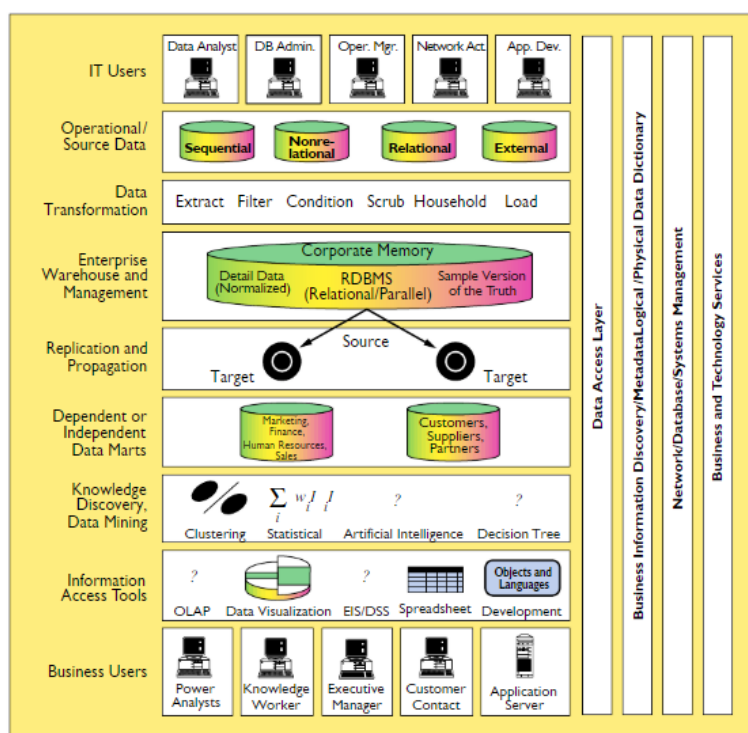 IT Users
Data Analyst
DB Admin.
Oper. Mgr.
Network Act.
App. Dev.
Operational/
Source Data
Sequential
Nonre-
lational
Relational
External
Data
Transformation
Extract Filter Condition Scrub Household Load
Enterprise
Warehouse and
Management
Corporate Memory
Detail Data
(Normalized)
RDBMS
(Relational/Parallel)
Sample Version
of the Truth
Replication and
Propagation
Source
Target
Target
Dependent or
Independent
Data Marts
Marketing,
Finance,
Human Resources,
Sales
Customers,
Suppliers,
Partners
Knowledge
Discovery,
Data Mining
Σ i w i I i I
?
?
Clustering
Statistical
Artificial Intelligence
Decision Tree
Information
Access Tools
?
?
Objects and
Languages
OLAP
Data Visualization
EIS/DSS
Spreadsheet
Development
Business Users
Power
Analysts
Knowledge
Worker
Executive
Manager
Customer
Contact
Application
Server
Data Access Layer
Business Information Discovery/MetadataLogical/Physical Data Dictionary
Network/Database/Systems Management
Business and Technology Services